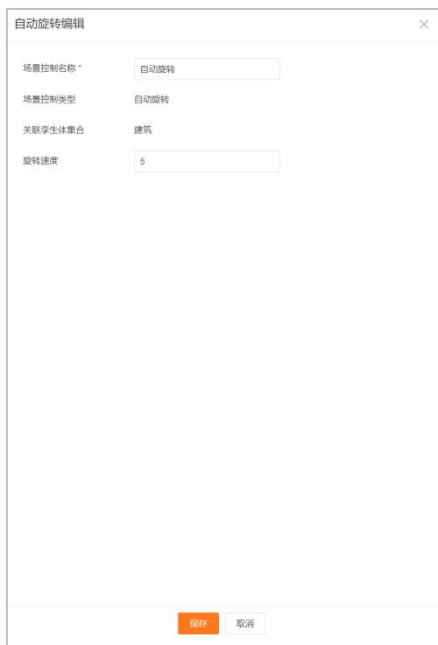 自动旋转编辑
场景控制名称 * 自动旋转
场景控制类型 自动旋转
关联孪生体集合 建筑
旋转速度 5
保存 取消